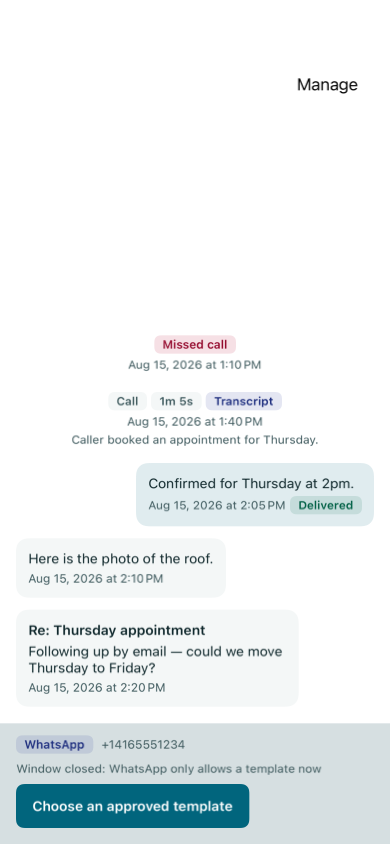 Manage
Missed call
Aug 15, 2026 at 1:10 PM
Call 1m 5s Transcript
Aug 15, 2026 at 1:40 PM
Caller booked an appointment for Thursday.
Confirmed for Thursday at 2pm.
Aug 15, 2026 at 2:05 PM Delivered
Here is the photo of the roof.
Aug 15, 2026 at 2:10 PM
Re: Thursday appointment
Following up by email — could we move
Thursday to Friday?
Aug 15, 2026 at 2:20 PM
WhatsApp +14165551234
Window closed: WhatsApp only allows a template now
Choose an approved template